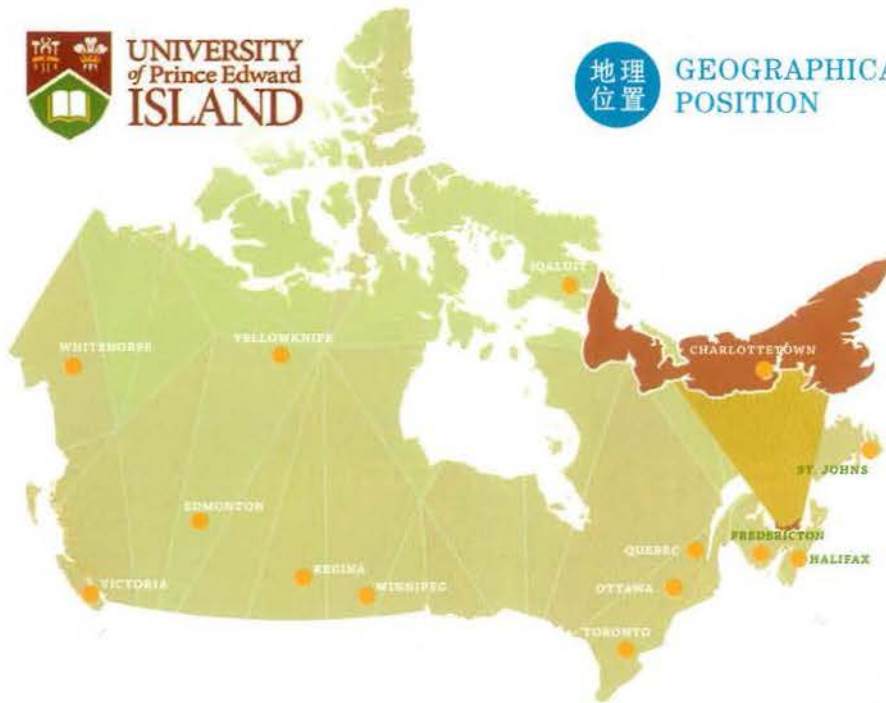 UNIVERSITY
of Prince Edward
ISLAND
地理
位置
GEOGRAPHICA
POSITION
IQALUIT
WHITEHORSE
YELLOWKNIFE
CHARLOTTETOWN
ST. JOHNS
EDMONTON
FREDERICTON
QUEBEC
HALIFAX
REGINA
VICTORIA
WINNIPEG
OTTAWA
TORONTO